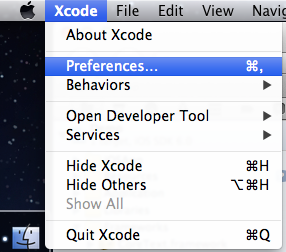 Xcode File Edit View Navig
About Xcode
Preferences... ⌘,
Behaviors
Open Developer Tool
Services
Hide Xcode ⌘H
Hide Others ⌥⌘H
Show All
Quit Xcode ⌘Q